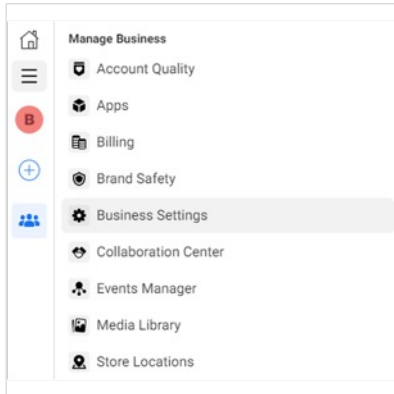 Manage Business
Account Quality
Apps
B
Billing
Brand Safety
Business Settings
Collaboration Center
Events Manager
Media Library
Store Locations